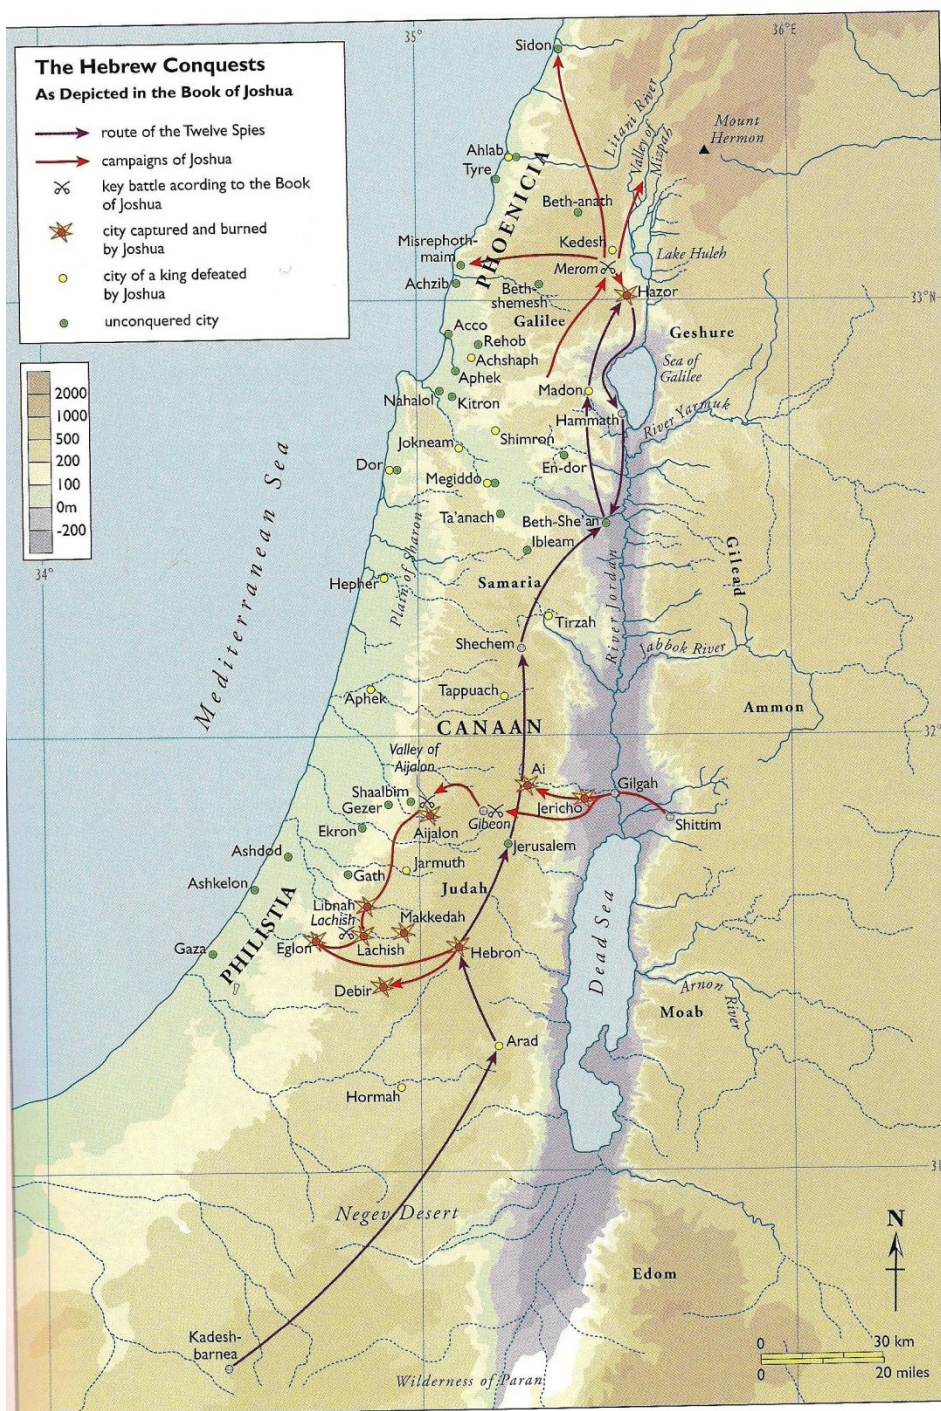 The Hebrew Conquests
As Depicted in the Book of Joshua
route of the Twelve Spies
campaigns of Joshua
key battle acording to the Book
of Joshua
city captured and burned
by Joshua
city of a king defeated
by Joshua
unconquered city
2000
1000
500
200
100
0m
-200
35°
36°E
Sidon
Litani River
Mount
Hermon
Valley of
Mizpah
Ahlab
Tyre
PHOENICIA
Beth-anath
Kedesh
Misrephoth-
maim
Merom
Lake Huleh
Achzib
Beth-
shemesh
Hazor
33°N
Galilee
Geshure
Acco
Rehob
Achshaph
Sea of
Galilee
Aphek
Madon
Nahalol
Kitron
Hammath
River Yarmuk
Shimron
Jokneam
En-dor
Dor
Megiddo
Ta'anach
Beth-She'an
Ibleam
Mediterranean Sea
Plain of Sharon
Gilead
34°
Hepher
Samaria
River Jordan
Tirzah
Shechem
Jabbok River
Aphek
Tappuach
Ammon
CANAAN
32°
Valley of
Aijalon
Ai
Gilgah
Shaalbim
Gezer
Jericho
Gibeon
Shittim
Ekron
Aijalon
Jerusalem
Ashdod
Jarmuth
Gath
Ashkelon
Judah
Libnah
Lachish
Makkedah
PHILISTIA
Gaza
Eglon
Lachish
Hebron
Dead Sea
Debir
Arnon
River
Moab
Arad
Hormah
31°
Negev Desert
N
Edom
Kadesh-
barnea
0
30 km
0
20 miles
Wilderness of Paran